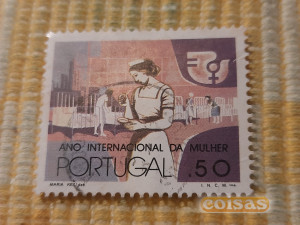 ANO INTERNACIONAL DA MULHER
PORTUGAL .50
I. N. C. M.
coisas